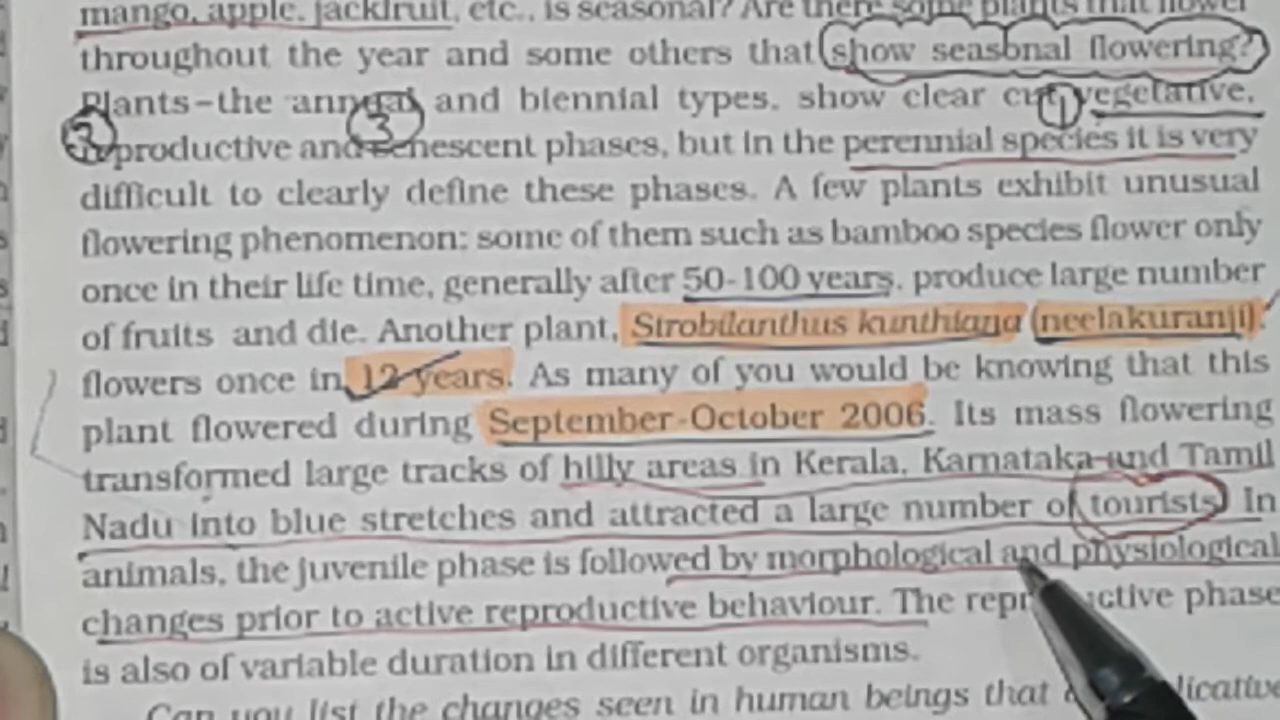 mango, apple, jackfruit, etc., is seasonal? Are there some plants that flower
throughout the year and some others that show seasonal flowering?
Plants–the annual and biennial types, show clear cut vegetative,
reproductive and senescent phases, but in the perennial species it is very
difficult to clearly define these phases. A few plants exhibit unusual
flowering phenomenon; some of them such as bamboo species flower only
once in their life time, generally after 50-100 years, produce large number
of fruits and die. Another plant, Strobilanthus kunthiana (neelakuranji),
flowers once in 12 years. As many of you would be knowing that this
plant flowered during September-October 2006. Its mass flowering
transformed large tracks of hilly areas in Kerala, Karnataka and Tamil
Nadu into blue stretches and attracted a large number of tourists. In
animals, the juvenile phase is followed by morphological and physiological
changes prior to active reproductive behaviour. The reproductive phase
is also of variable duration in different organisms.
Can you list the changes seen in human beings that